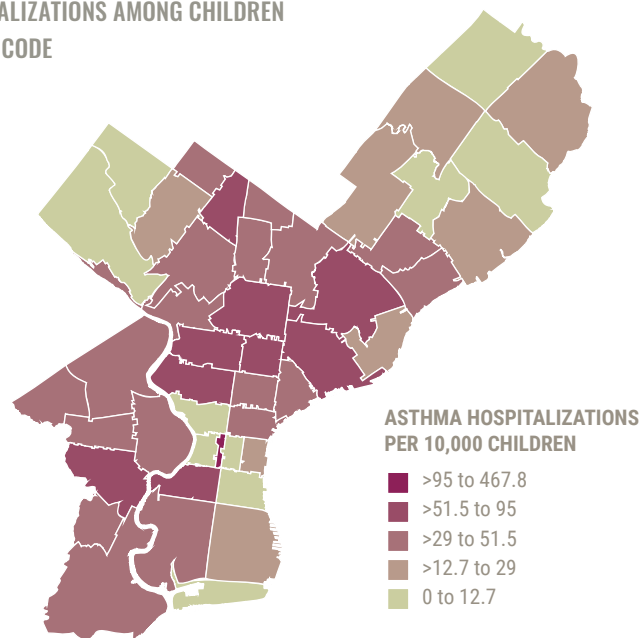 ALIZATIONS AMONG CHILDREN
CODE
ASTHMA HOSPITALIZATIONS
PER 10,000 CHILDREN
>95 to 467.8
>51.5 to 95
>29 to 51.5
>12.7 to 29
0 to 12.7